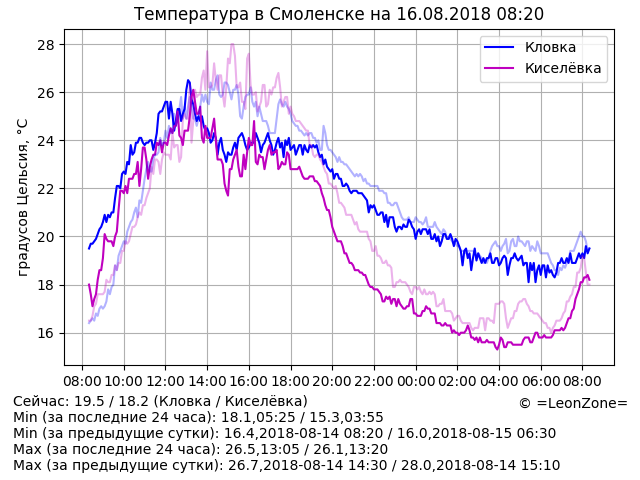 Температура в Смоленске на 16.08.2018 08:20
Кловка
Киселёвка
градусов Цельсия, °C
28
26
24
22
20
18
16
08:00 10:00 12:00 14:00 16:00 18:00 20:00 22:00 00:00 02:00 04:00 06:00 08:00
© =LeonZone=
Сейчас: 19.5 / 18.2 (Кловка / Киселёвка)
Min (за последние 24 часа): 18.1,05:25 / 15.3,03:55
Min (за предыдущие сутки): 16.4,2018-08-14 08:20 / 16.0,2018-08-15 06:30
Max (за последние 24 часа): 26.5,13:05 / 26.1,13:20
Max (за предыдущие сутки): 26.7,2018-08-14 14:30 / 28.0,2018-08-14 15:10